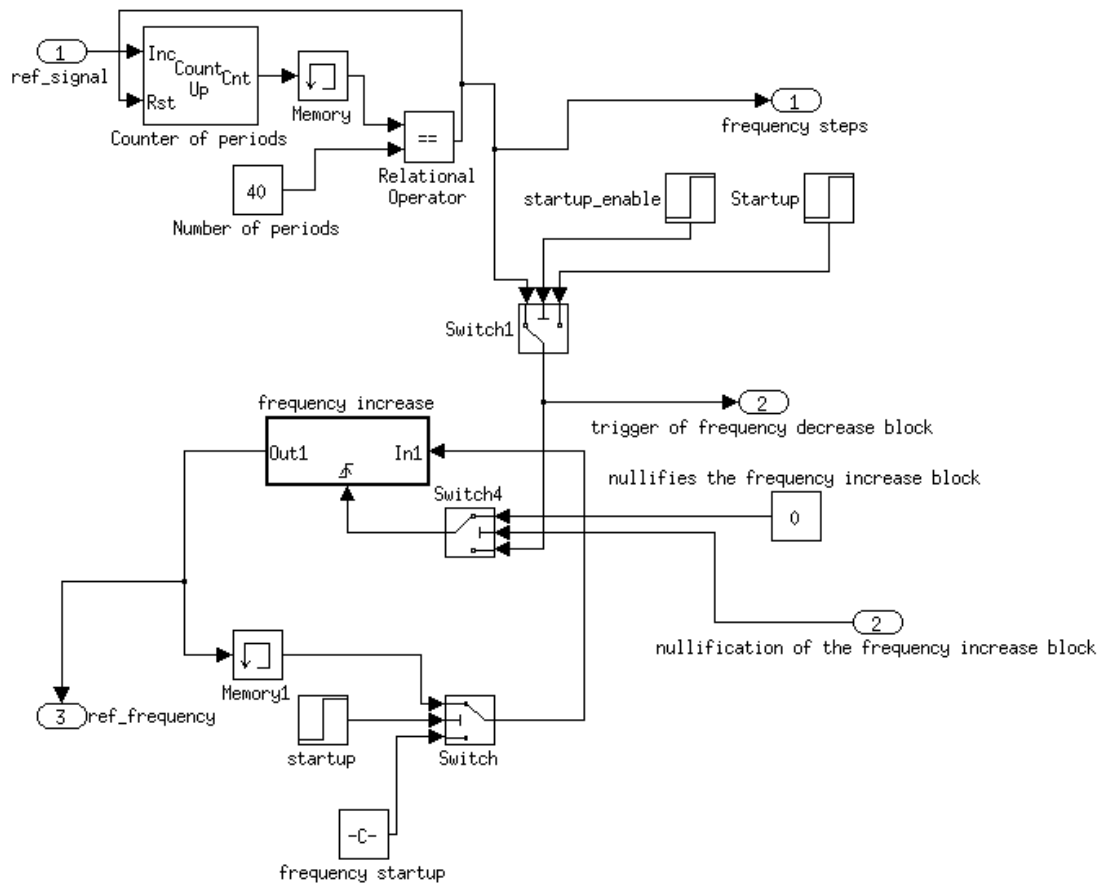 1
ref_signal
Inc
Count
Up
Cnt
Rst
Counter of periods
Memory
==
Relational
Operator
40
Number of periods
1
frequency steps
startup_enable
Startup
Switch1
frequency increase
Out1
In1
2
trigger of frequency decrease block
nullifies the frequency increase block
0
Switch4
2
nullification of the frequency increase block
Memory1
3
ref_frequency
startup
Switch
-C-
frequency startup